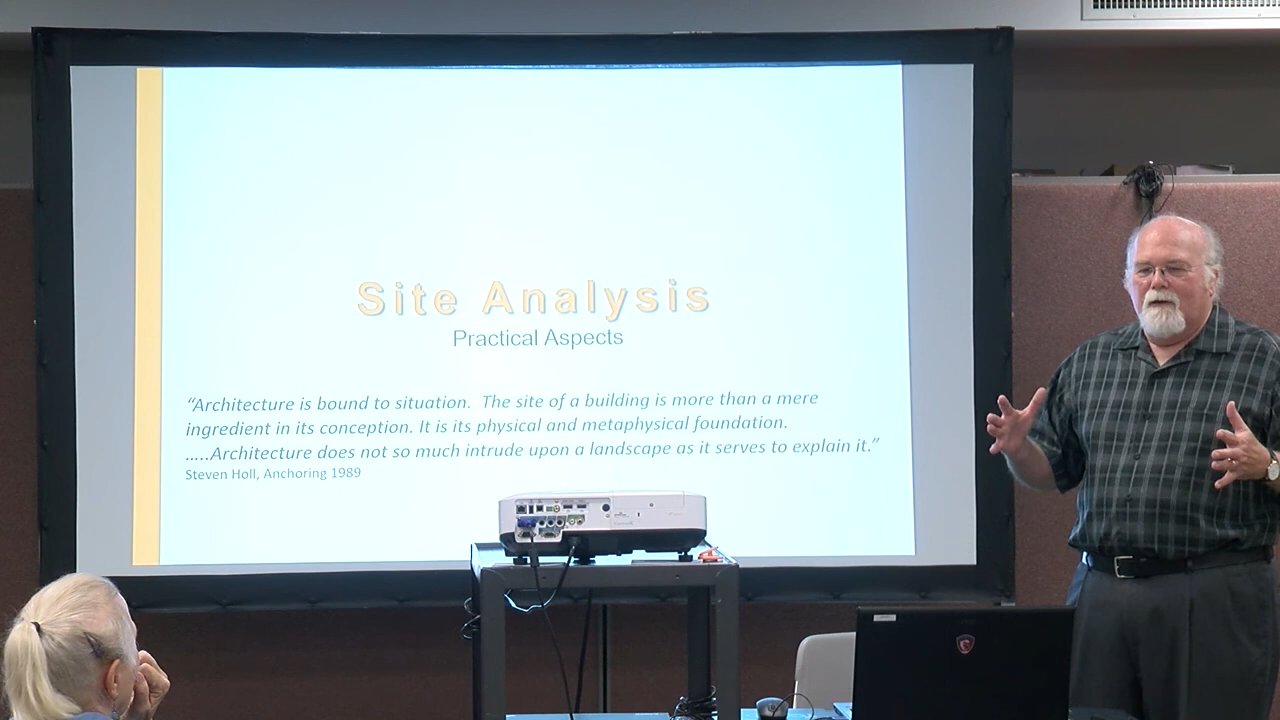 Site Analysis
Practical Aspects
“Architecture is bound to situation.  The site of a building is more than a mere
ingredient in its conception. It is its physical and metaphysical foundation.
.....Architecture does not so much intrude upon a landscape as it serves to explain it.”
Steven Holl, Anchoring 1989